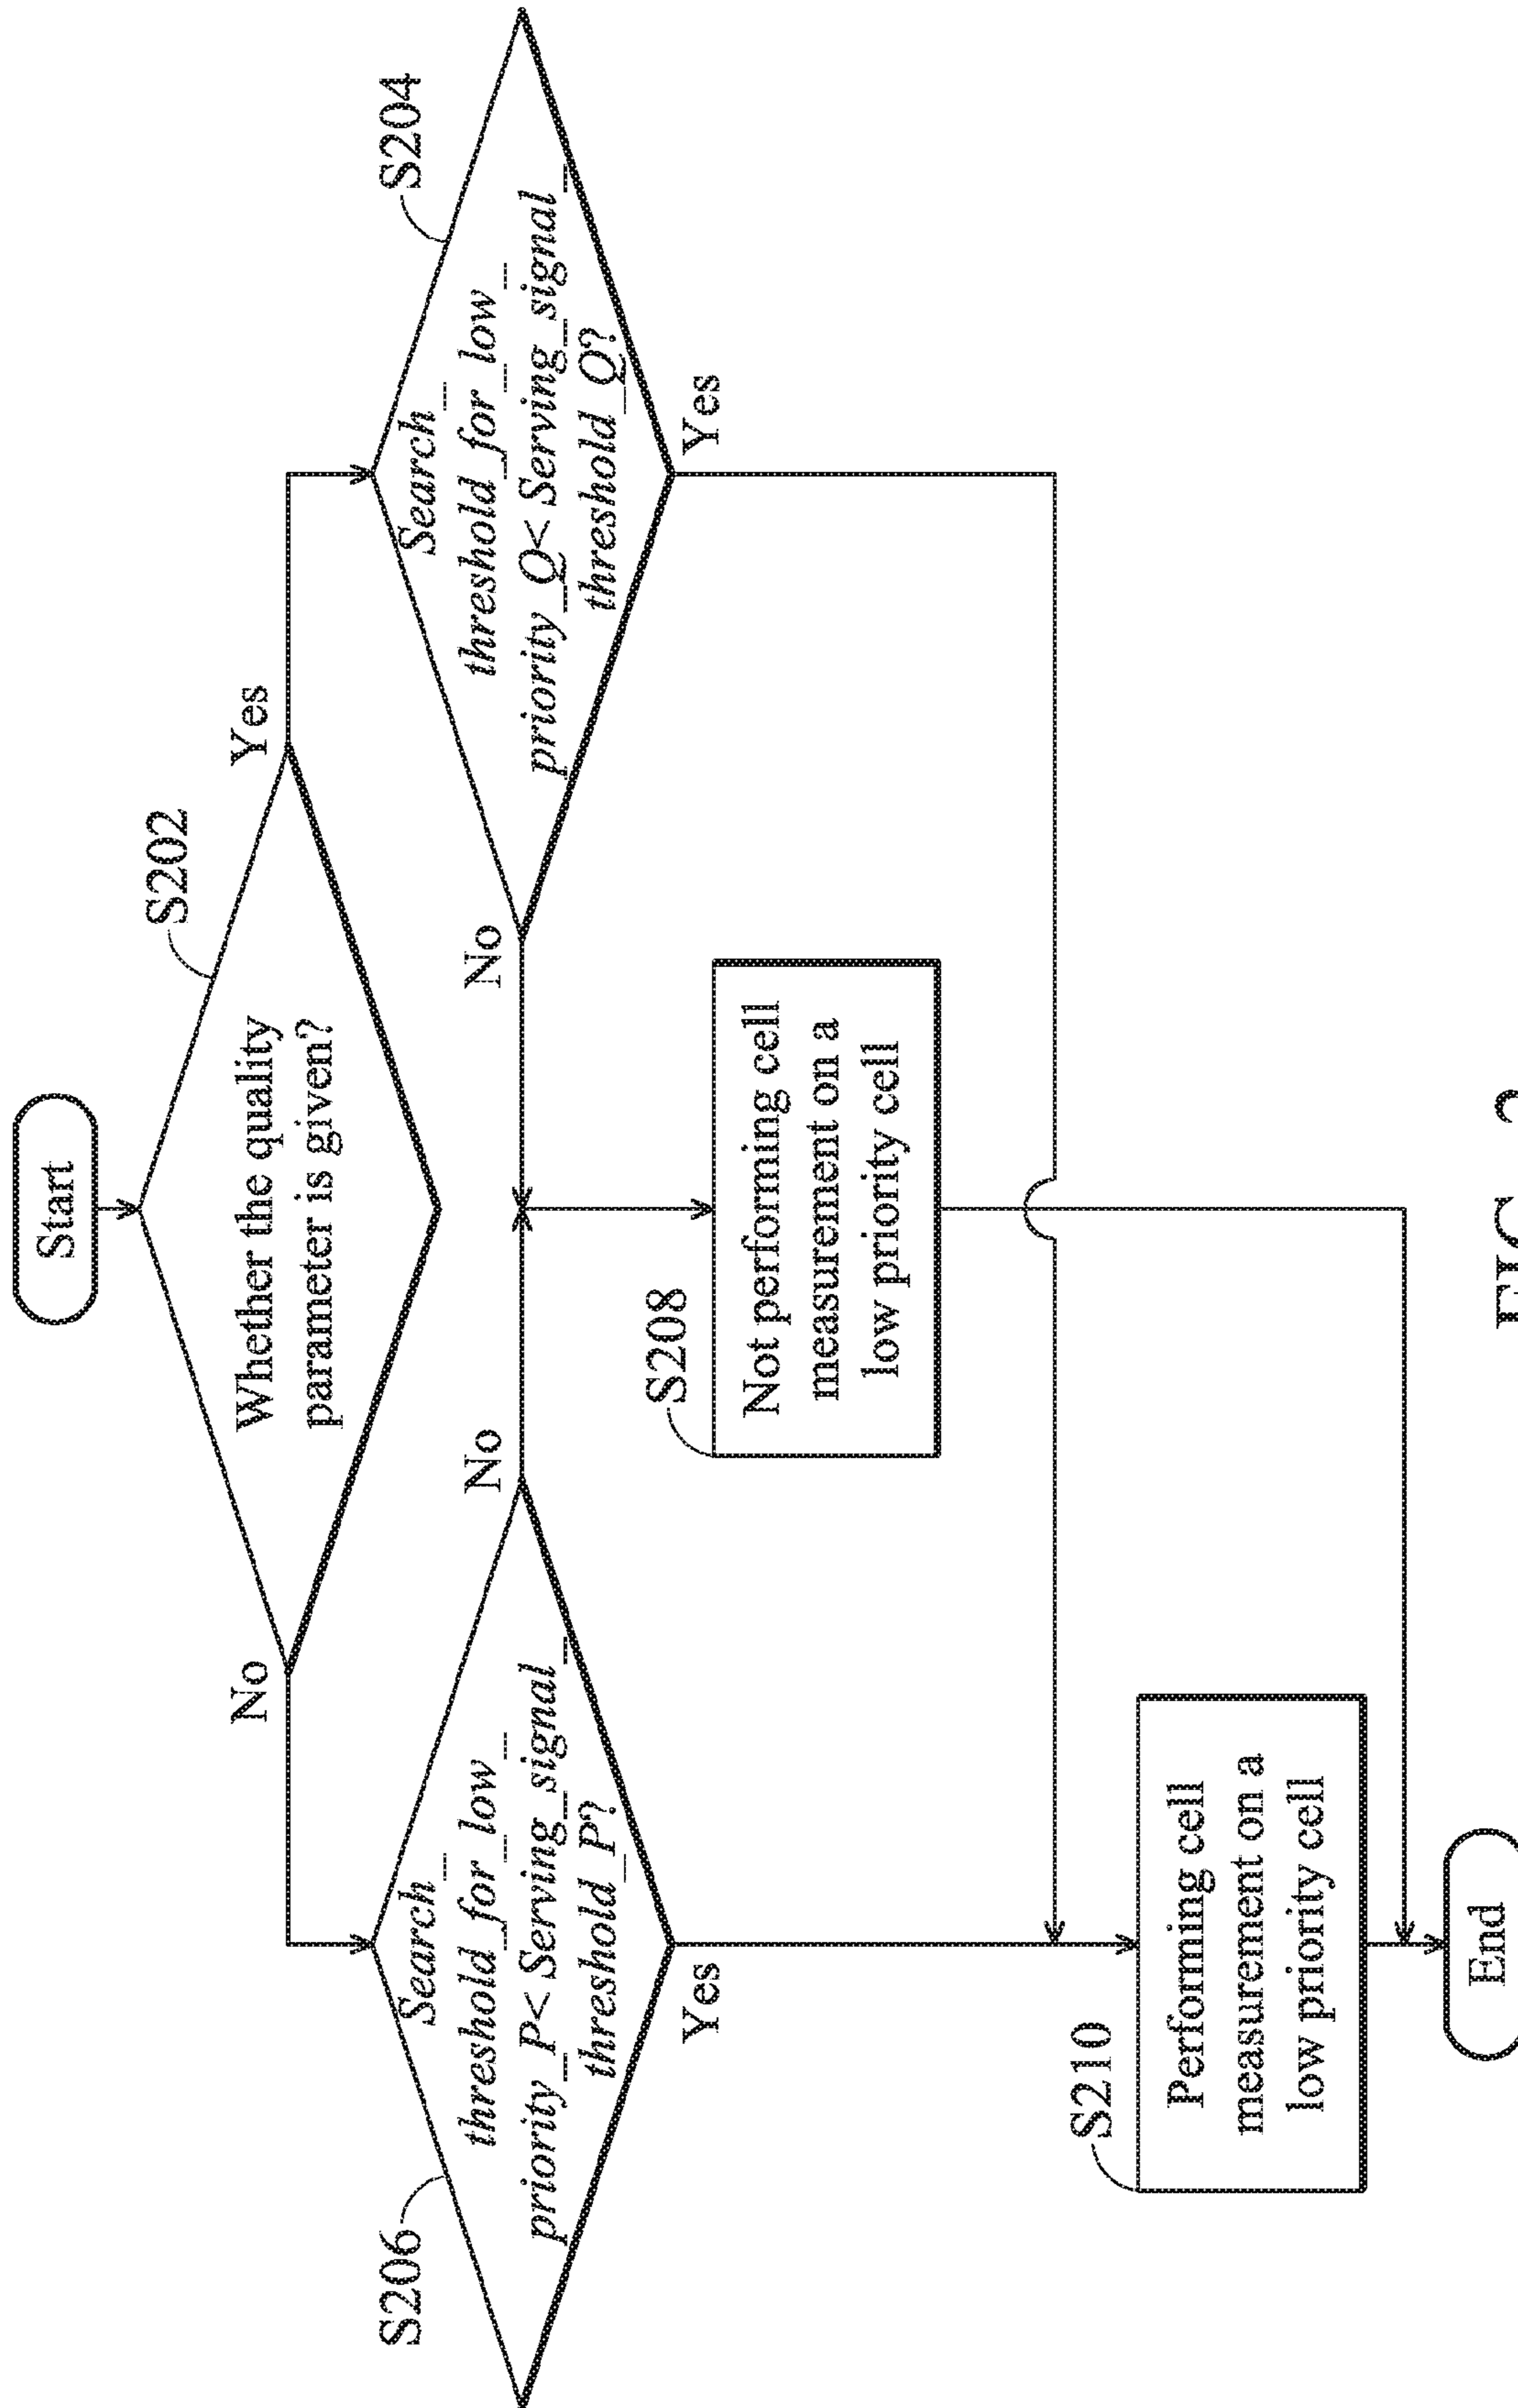 Start
S202
Whether the quality
parameter is given?
No
Yes
S206
Search_
threshold_for_low_
priority_P< Serving_signal_
threshold_P?
No
Yes
S204
Search_
threshold_for_low_
priority_Q< Serving_signal_
threshold_Q?
No
Yes
S208
Not performing cell
measurement on a
low priority cell
S210
Performing cell
measurement on a
low priority cell
End